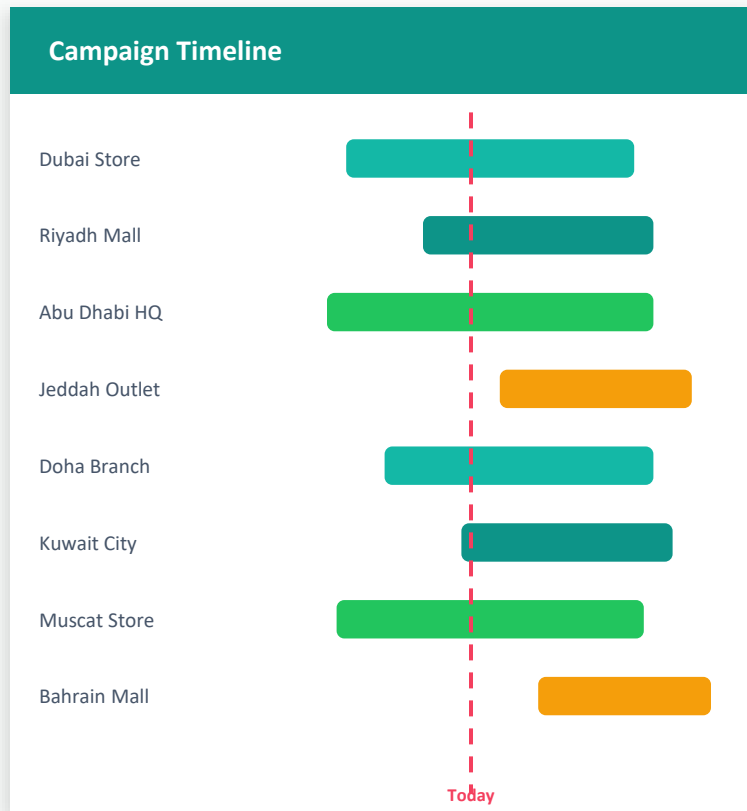 Campaign Timeline
Dubai Store
Riyadh Mall
Abu Dhabi HQ
Jeddah Outlet
Doha Branch
Kuwait City
Muscat Store
Bahrain Mall
Today